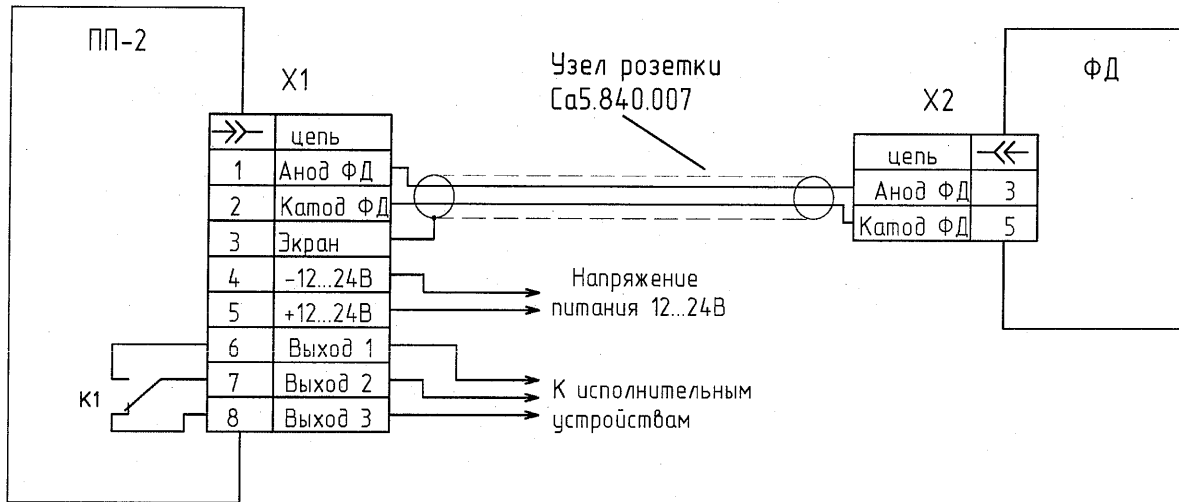 ПП-2
X1
цепь
1 Анод ФД
2 Катод ФД
3 Экран
4 -12...24В
5 +12...24В
6 Выход 1
7 Выход 2
8 Выход 3
К1
Узел розетки
Са5.840.007
Напряжение
питания 12...24В
К исполнительным
устройствам
X2
ФД
цепь
Анод ФД 3
Катод ФД 5